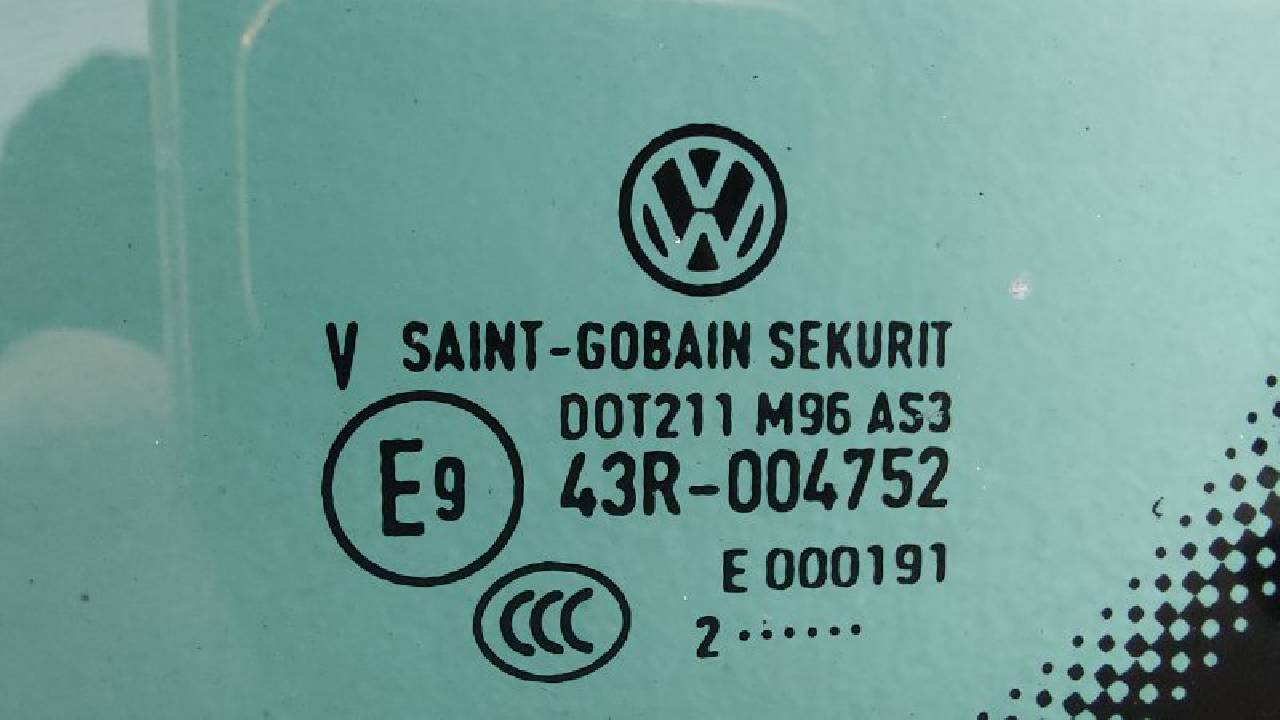 V SAINT-GOBAIN SEKURIT
DOT211 M96 AS3
E9 43R-004752
E 000191
CCC
2 ······